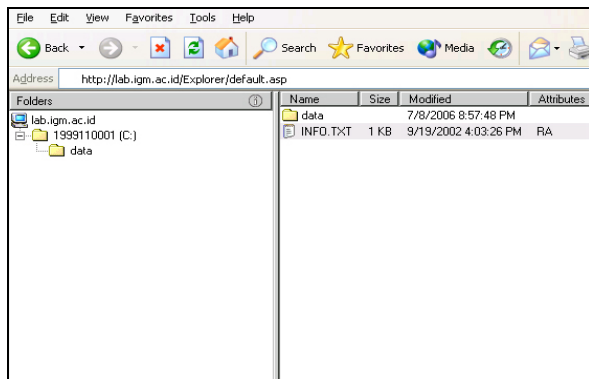 File Edit View Favorites Tools Help
Back Search Favorites Media
Address http://lab.igm.ac.id/Explorer/default.asp
Folders
lab.igm.ac.id
1999110001 (C:)
data
Name Size Modified Attributes
data 7/8/2006 8:57:48 PM
INFO.TXT 1 KB 9/19/2002 4:03:26 PM RA